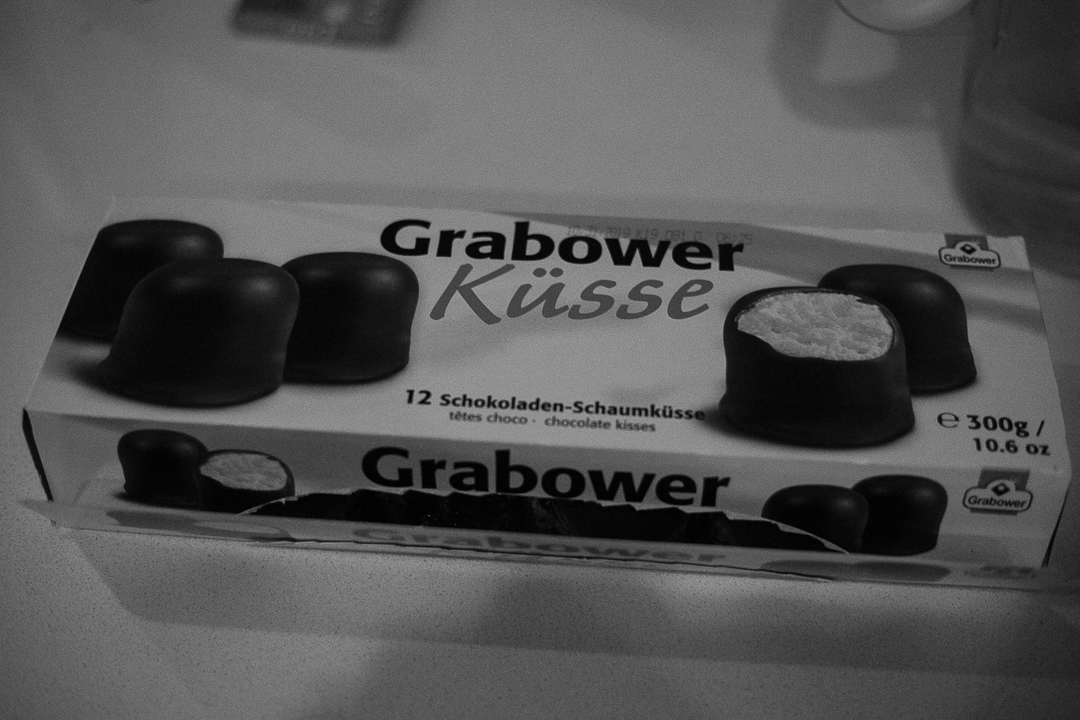 Grabower
Küsse
Grabower
12 Schokoladen-Schaumküsse
têtes choco · chocolate kisses
℮ 300g /
10.6 oz
Grabower
Grabower